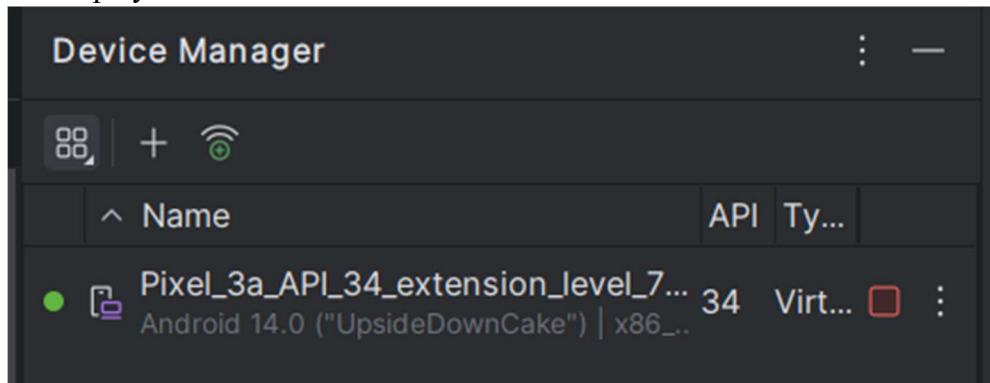 Device Manager
Name API Ty...
Pixel_3a_API_34_extension_level_7... 34 Virt...
Android 14.0 ("UpsideDownCake") | x86_..